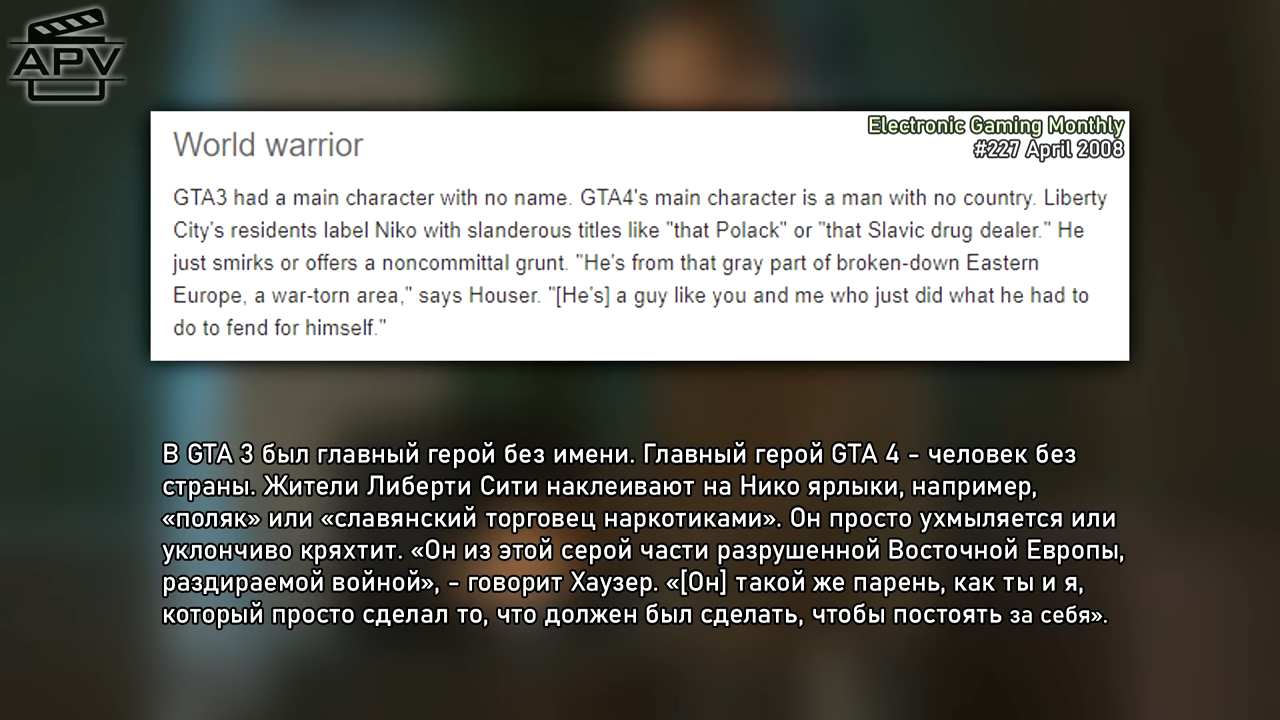 APV
Electronic Gaming Monthly
#227 April 2008
World warrior
GTA3 had a main character with no name. GTA4's main character is a man with no country. Liberty
City's residents label Niko with slanderous titles like "that Polack" or "that Slavic drug dealer." He
just smirks or offers a noncommittal grunt. "He's from that gray part of broken-down Eastern
Europe, a war-torn area," says Houser. "[He's] a guy like you and me who just did what he had to
do to fend for himself."
В GTA 3 был главный герой без имени. Главный герой GTA 4 - человек без
страны. Жители Либерти Сити наклеивают на Нико ярлыки, например,
«поляк» или «славянский торговец наркотиками». Он просто ухмыляется или
уклончиво кряхтит. «Он из этой серой части разрушенной Восточной Европы,
раздираемой войной», - говорит Хаузер. «[Он] такой же парень, как ты и я,
который просто сделал то, что должен был сделать, чтобы постоять за себя».